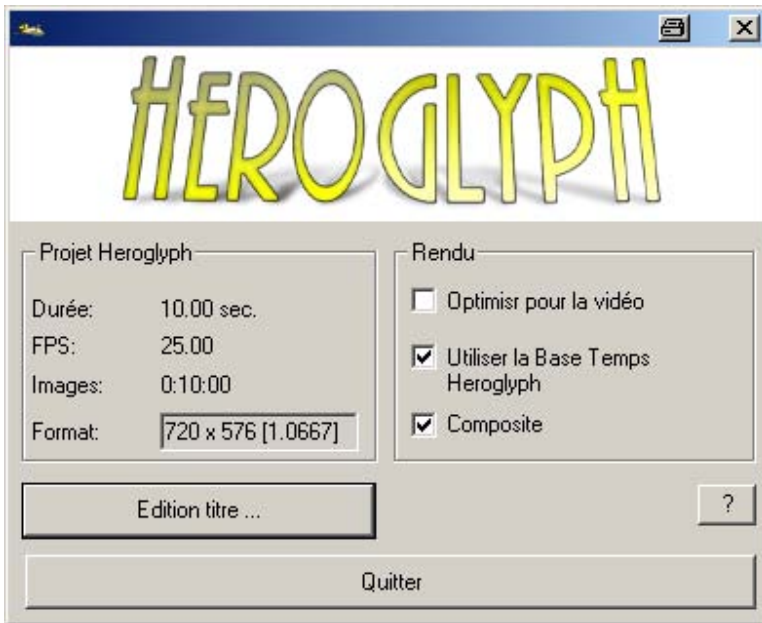 HEROGLYPH
Projet Heroglyph
Durée: 10.00 sec.
FPS: 25.00
Images: 0:10:00
Format: 720 x 576 [1.0667]
Rendu
Optimisr pour la vidéo
Utiliser la Base Temps
Heroglyph
Composite
Edition titre ...
?
Quitter